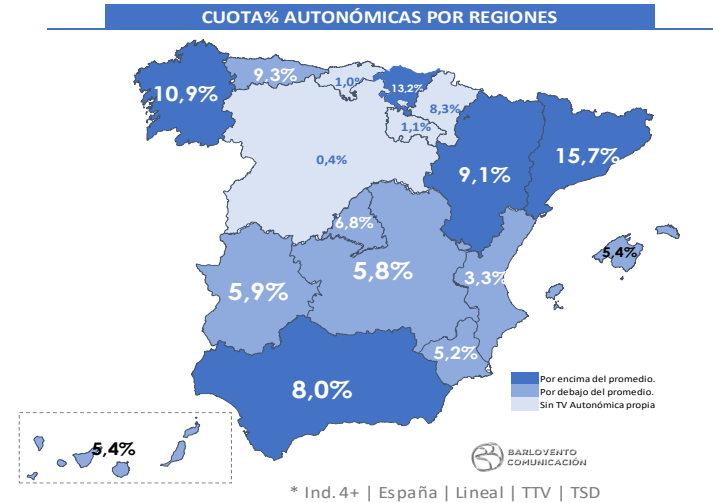 CUOTA% AUTONÓMICAS POR REGIONES
10,9%
9,3%
1,0%
13,2%
8,3%
1,1%
0,4%
9,1%
15,7%
6,8%
5,8%
5,9%
3,3%
5,4%
5,2%
8,0%
5,4%
Por encima del promedio.
Por debajo del promedio.
Sin TV Autonómica propia
BARLOVENTO
COMUNICACIÓN
* Ind. 4+ | España | Lineal | TTV | TSD